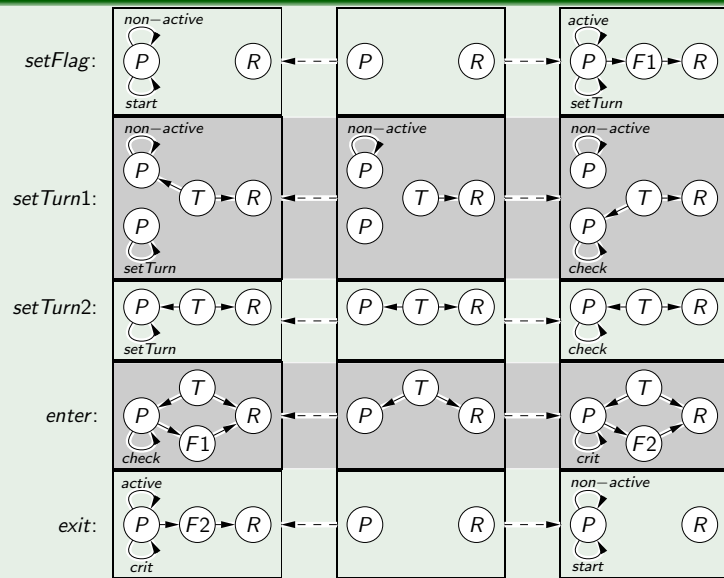 non−active
active
setFlag: P R P R P F1 R
start
setTurn
non−active non−active non−active
P P P
setTurn1: T R T R T R
P P P
setTurn
check
setTurn2: P T R P T R P T R
setTurn
check
T T T
enter: P R P R P R
F1 F2
check
crit
active
non−active
exit: P F2 R P R P R
crit
start